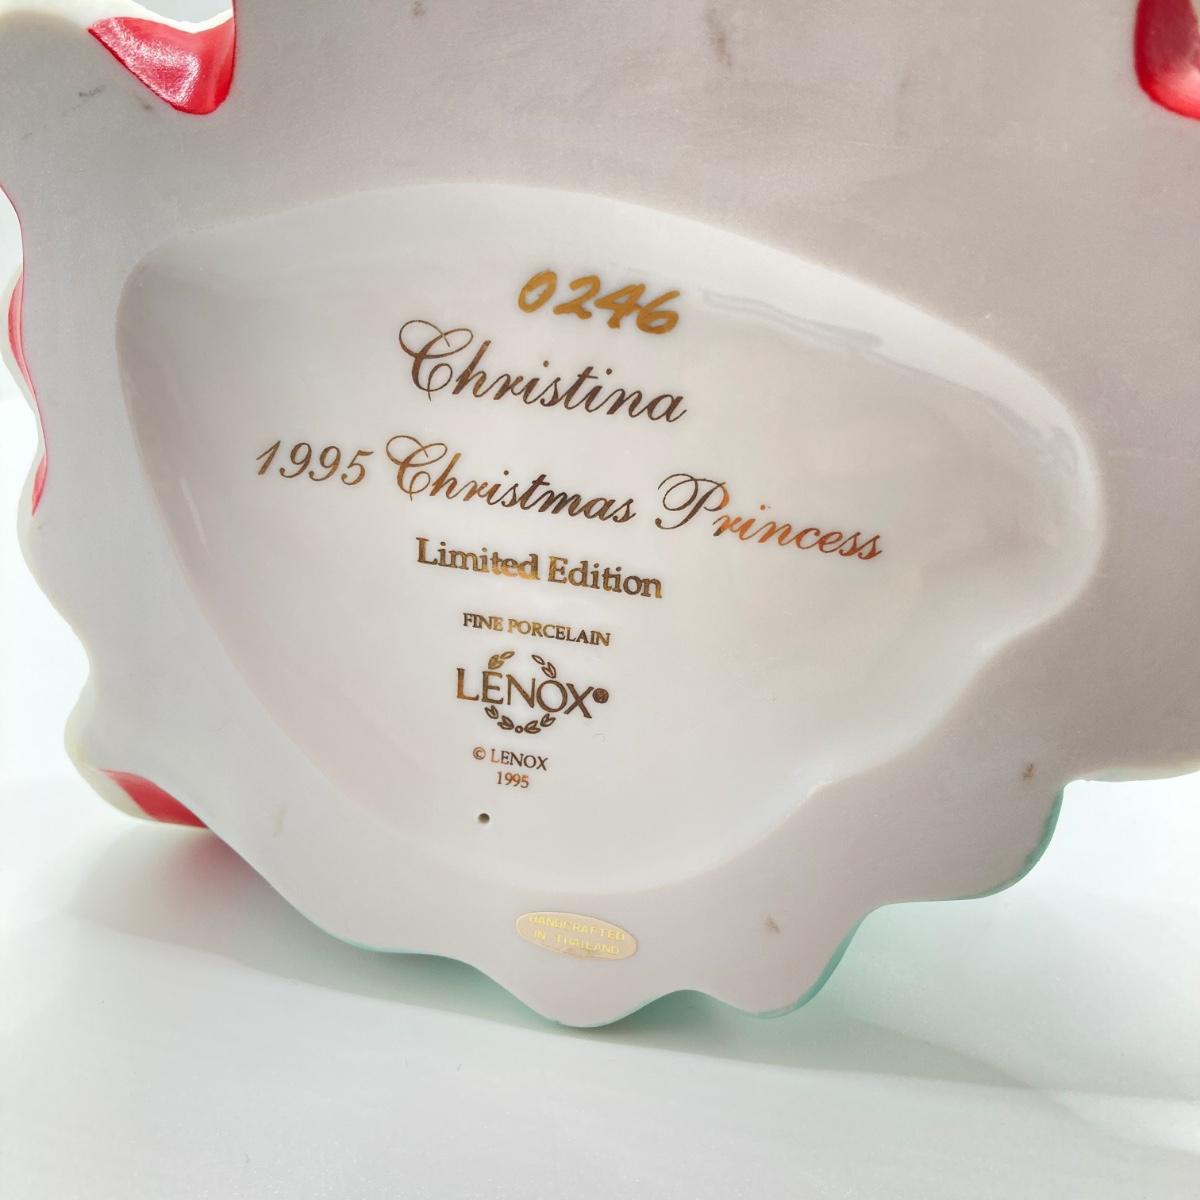 0246
Christina
1995 Christmas Princess
Limited Edition
FINE PORCELAIN
LENOX®
© LENOX
1995
HANDCRAFTED
IN THAILAND